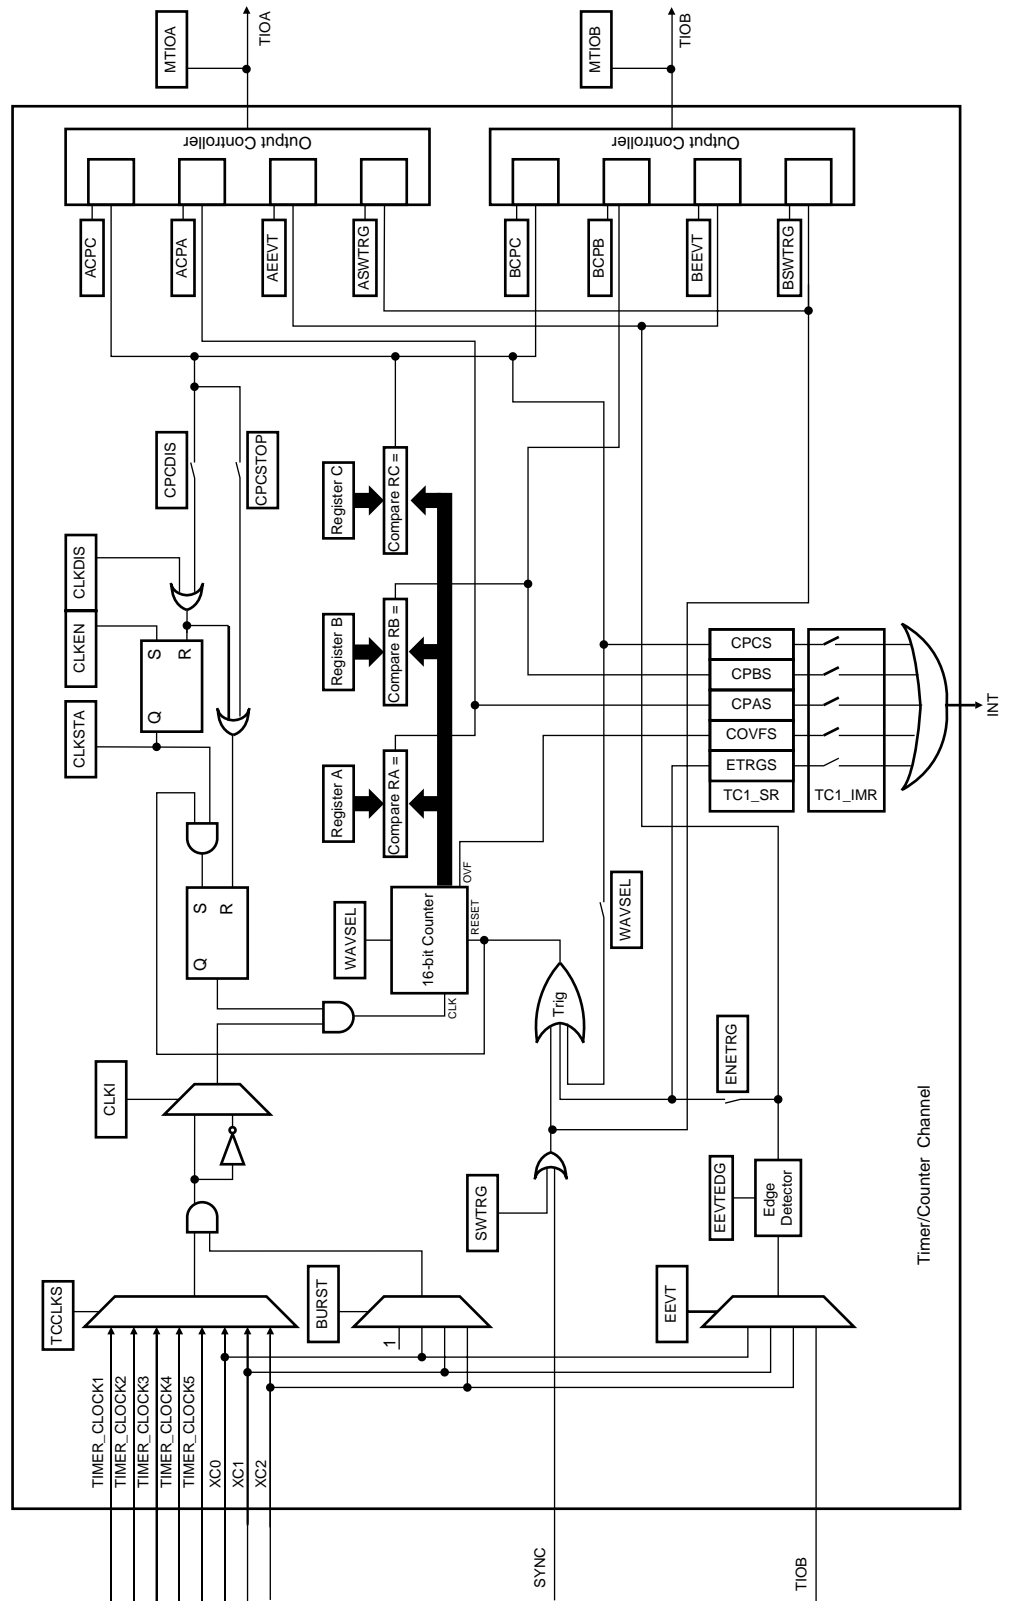 MTIOA
TIOA
MTIOB
TIOB
Output Controller
Output Controller
ACPC
ACPA
AEEVT
ASWTRG
BCPC
BCPB
BEEVT
BSWTRG
CPCDIS
CPCSTOP
CLKDIS
CLKEN
CLKSTA
S
R
Q
S
R
Q
Register C
Compare RC =
Register B
Compare RB =
Register A
Compare RA =
CPCS
CPBS
CPAS
COVFS
ETRGS
TC1_SR
TC1_IMR
INT
WAVSEL
16-bit Counter
OVF
RESET
CLK
WAVSEL
Trig
CLKI
ENETRG
SWTRG
EEVTEDG
Edge
Detector
Timer/Counter Channel
TCCLKS
BURST
1
EEVT
TIMER_CLOCK1
TIMER_CLOCK2
TIMER_CLOCK3
TIMER_CLOCK4
TIMER_CLOCK5
XC0
XC1
XC2
SYNC
TIOB